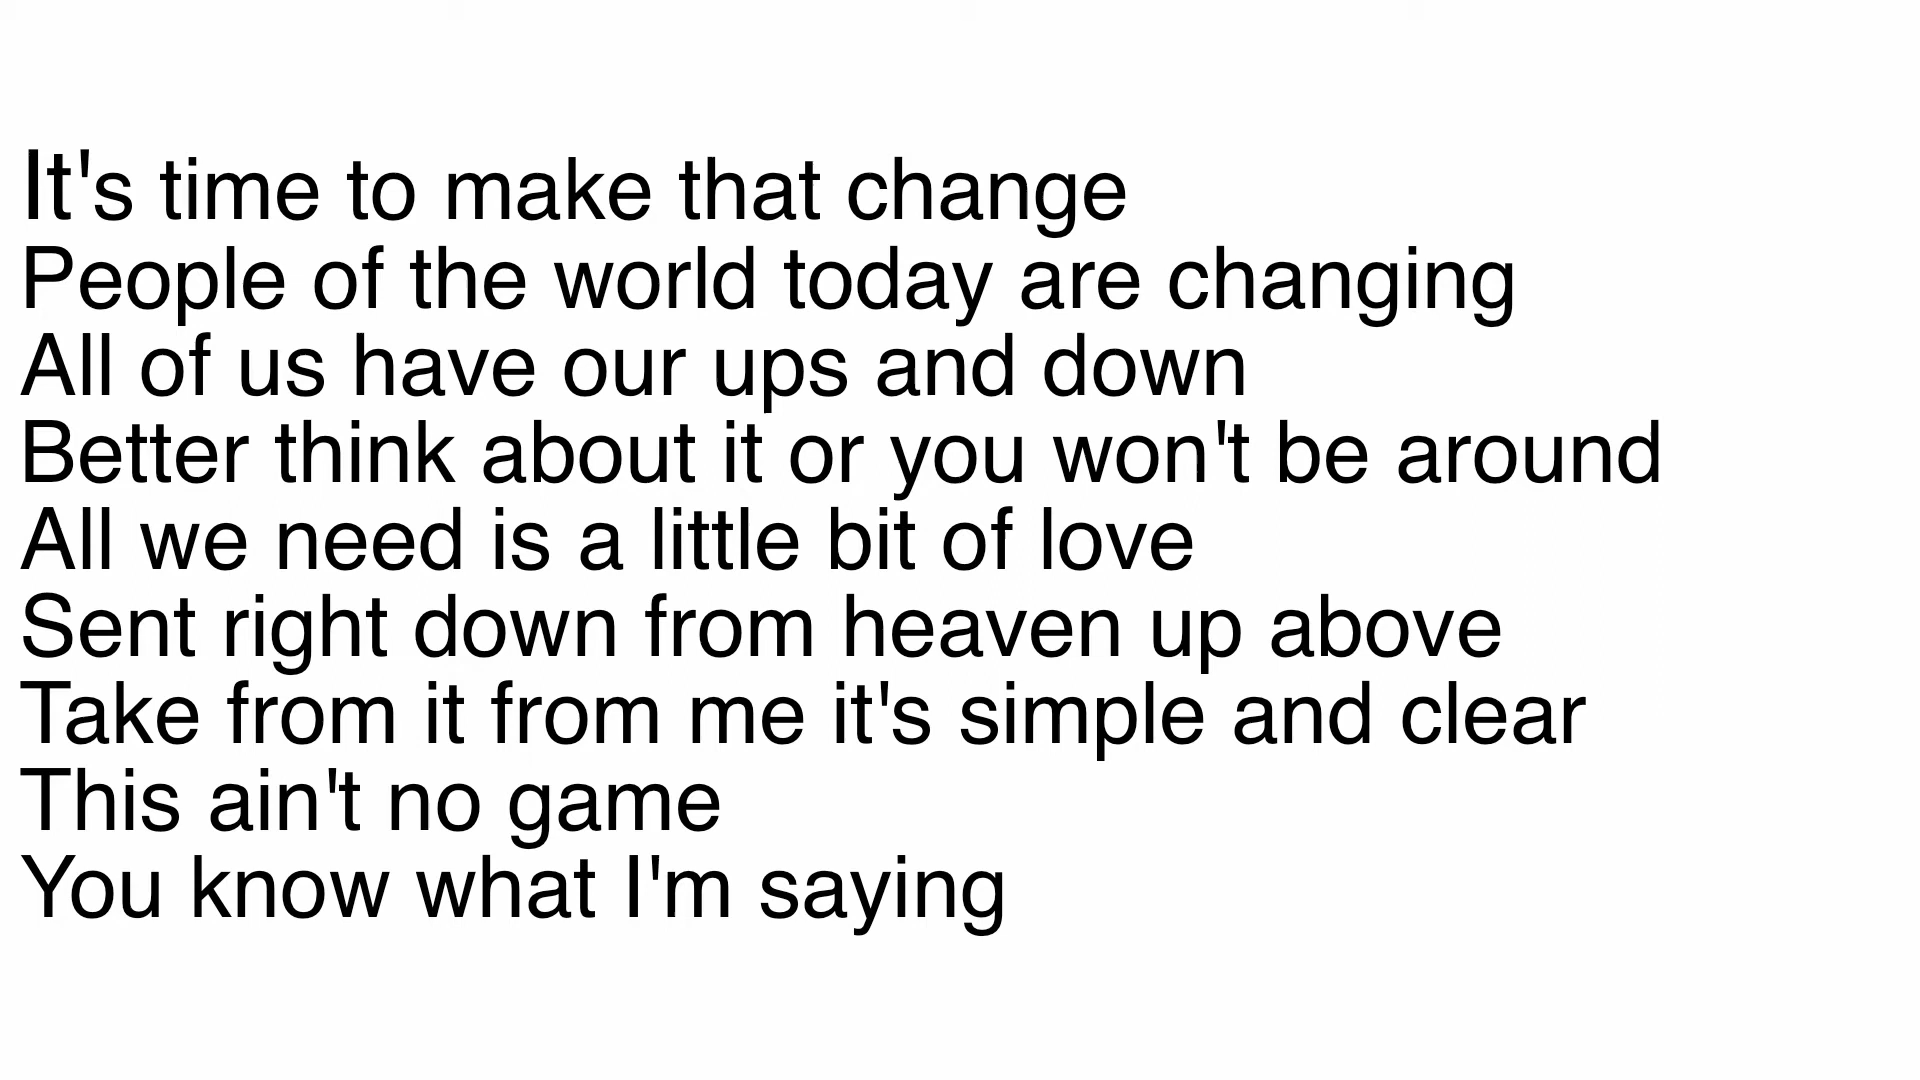 It's time to make that change
People of the world today are changing
All of us have our ups and down
Better think about it or you won't be around
All we need is a little bit of love
Sent right down from heaven up above
Take from it from me it's simple and clear
This ain't no game
You know what I'm saying